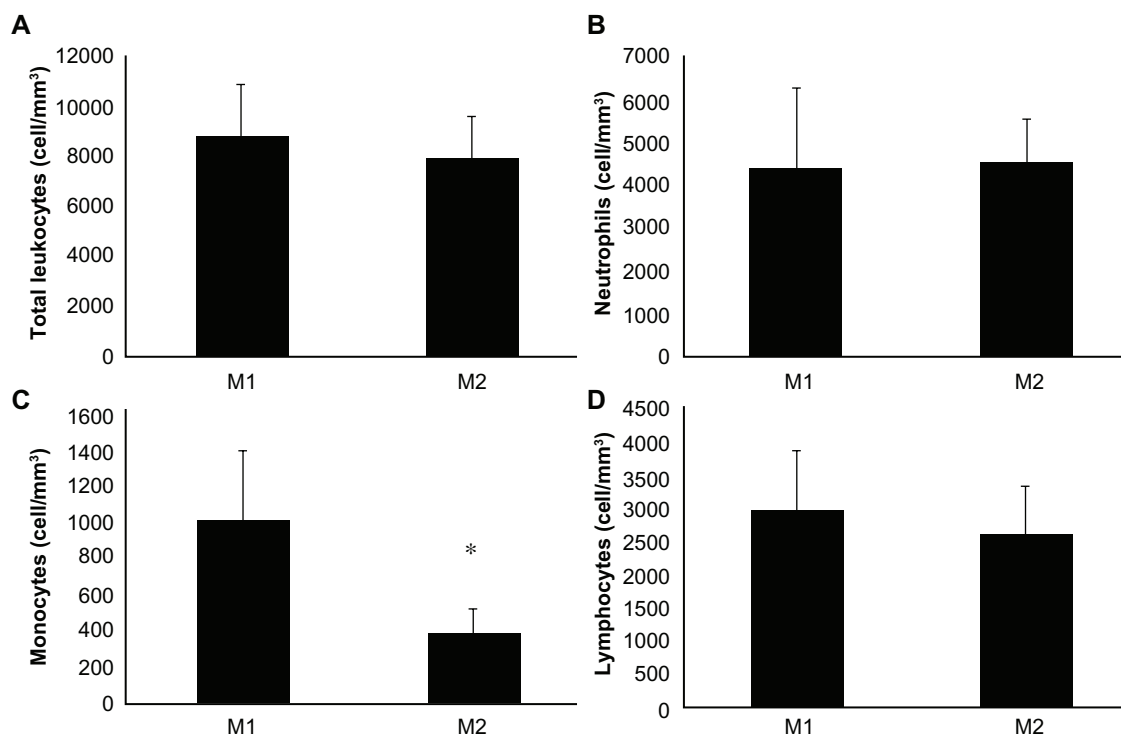 A
Total leukocytes (cell/mm³)
12000
10000
8000
6000
4000
2000
0
M1 M2
B
Neutrophils (cell/mm³)
7000
6000
5000
4000
3000
2000
1000
0
M1 M2
C
Monocytes (cell/mm³)
1600
1400
1200
1000
800
600
400
200
0
*
M1 M2
D
Lymphocytes (cell/mm³)
4500
4000
3500
3000
2500
2000
1500
1000
500
0
M1 M2